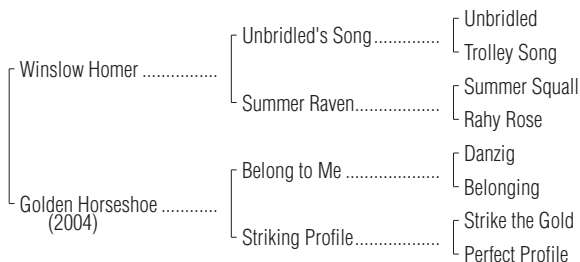 Unbridled
Unbridled's Song..............
Trolley Song
Winslow Homer ...............
Summer Squall
Summer Raven..................
Rahy Rose
Danzig
Belong to Me ....................
Belonging
Golden Horseshoe ............
(2004)
Strike the Gold
Striking Profile..................
Perfect Profile